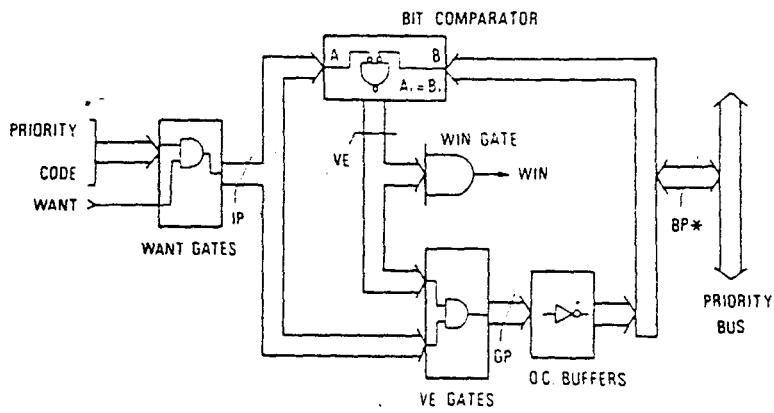 BIT COMPARATOR
A
B
A. = B.
PRIORITY
CODE
WANT
WANT GATES
IP
VE
WIN GATE
WIN
BP*
PRIORITY
BUS
GP
O.C. BUFFERS
VE GATES